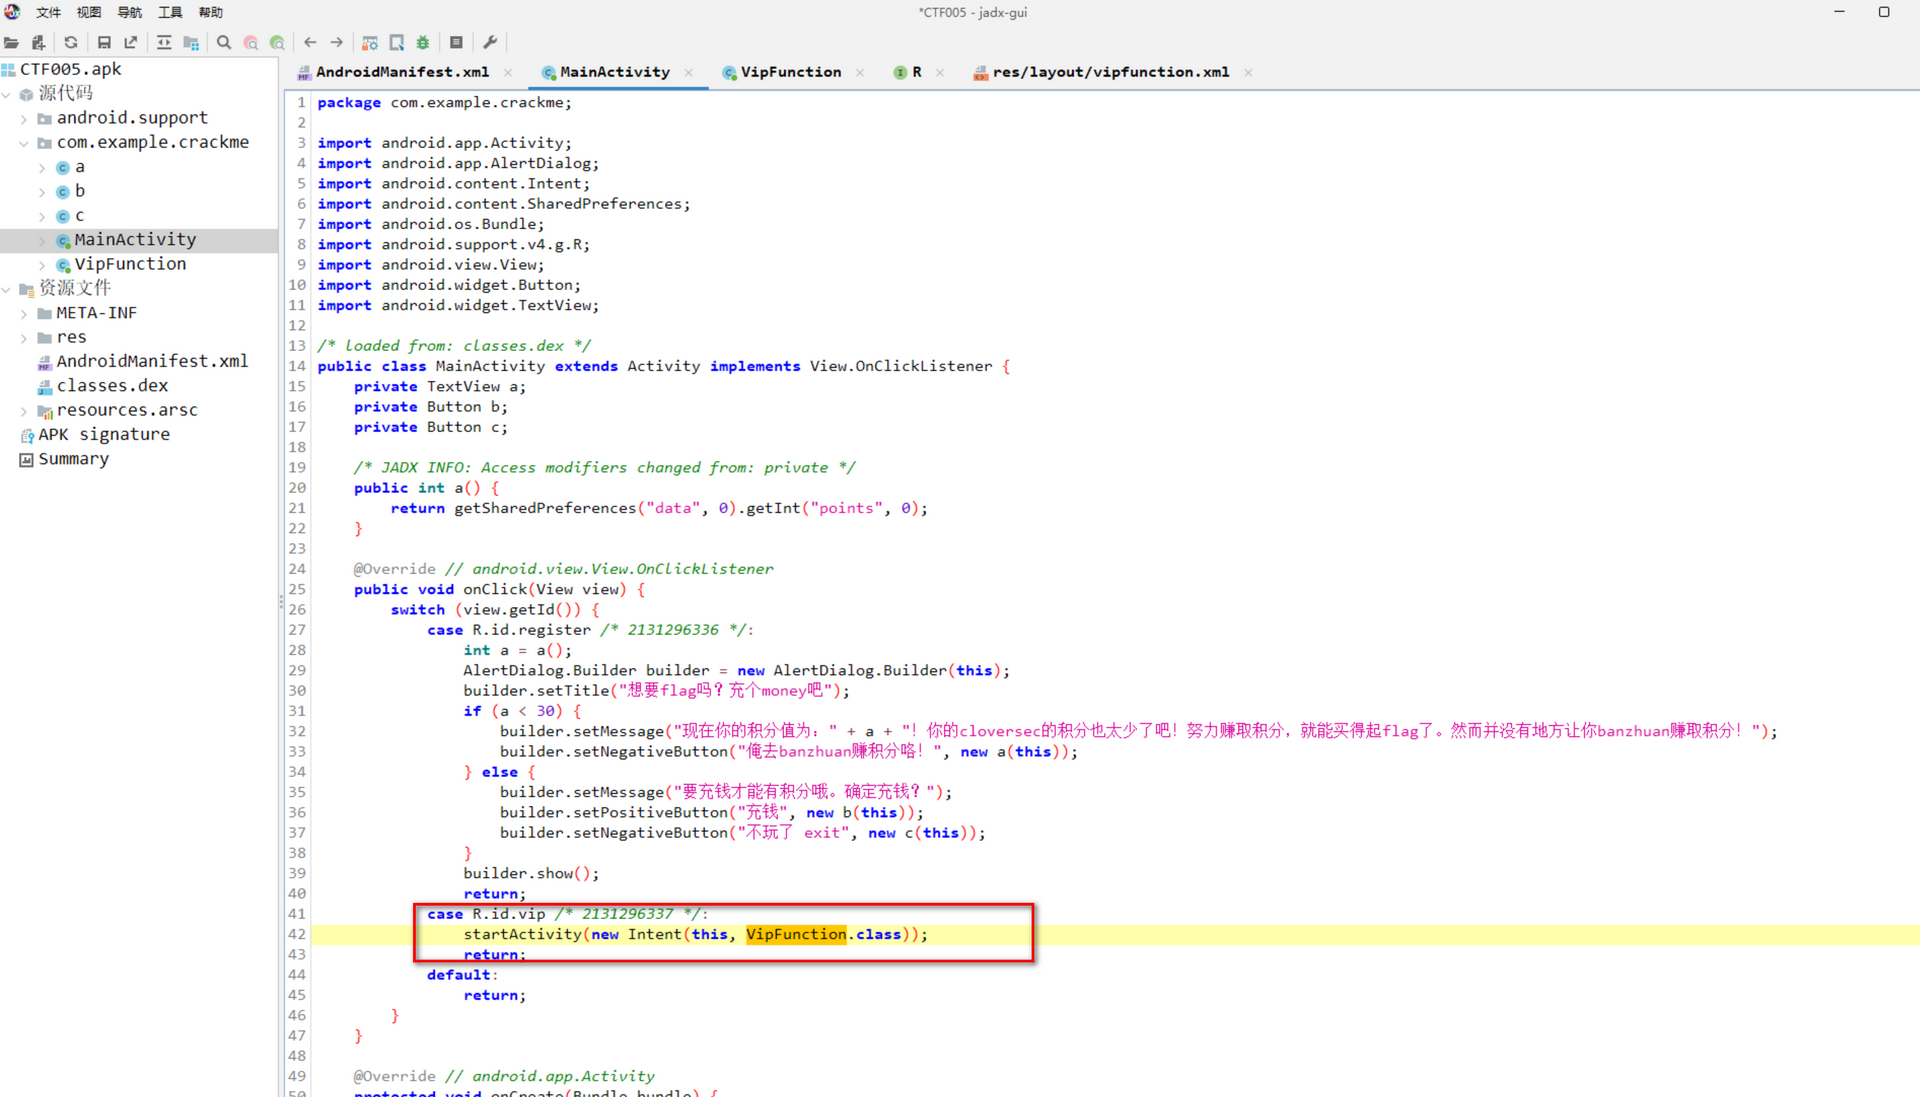 文件 视图 导航 工具 帮助
*CTF005 - jadx-gui
CTF005.apk
源代码
android.support
com.example.crackme
a
b
c
MainActivity
VipFunction
资源文件
META-INF
res
AndroidManifest.xml
classes.dex
resources.arsc
APK signature
Summary
AndroidManifest.xml MainActivity VipFunction R res/layout/vipfunction.xml
1 package com.example.crackme;
2
3 import android.app.Activity;
4 import android.app.AlertDialog;
5 import android.content.Intent;
6 import android.content.SharedPreferences;
7 import android.os.Bundle;
8 import android.support.v4.g.R;
9 import android.view.View;
10 import android.widget.Button;
11 import android.widget.TextView;
12
13 /* loaded from: classes.dex */
14 public class MainActivity extends Activity implements View.OnClickListener {
15 private TextView a;
16 private Button b;
17 private Button c;
18
19 /* JADX INFO: Access modifiers changed from: private */
20 public int a() {
21 return getSharedPreferences("data", 0).getInt("points", 0);
22 }
23
24 @Override // android.view.View.OnClickListener
25 public void onClick(View view) {
26 switch (view.getId()) {
27 case R.id.register /* 2131296336 */:
28 int a = a();
29 AlertDialog.Builder builder = new AlertDialog.Builder(this);
30 builder.setTitle("想要flag吗？充个money吧");
31 if (a < 30) {
32 builder.setMessage("现在你的积分值为：" + a + "！你的cloversec的积分也太少了吧！努力赚取积分，就能买得起flag了。然而并没有地方让你banzhuan赚取积分！");
33 builder.setNegativeButton("俺去banzhuan赚积分咯！", new a(this));
34 } else {
35 builder.setMessage("要充钱才能有积分哦。确定充钱？");
36 builder.setPositiveButton("充钱", new b(this));
37 builder.setNegativeButton("不玩了 exit", new c(this));
38 }
39 builder.show();
40 return;
41 case R.id.vip /* 2131296337 */:
42 startActivity(new Intent(this, VipFunction.class));
43 return;
44 default:
45 return;
46 }
47 }
48
49 @Override // android.app.Activity
50 protected void onCreate(Bundle bundle) {